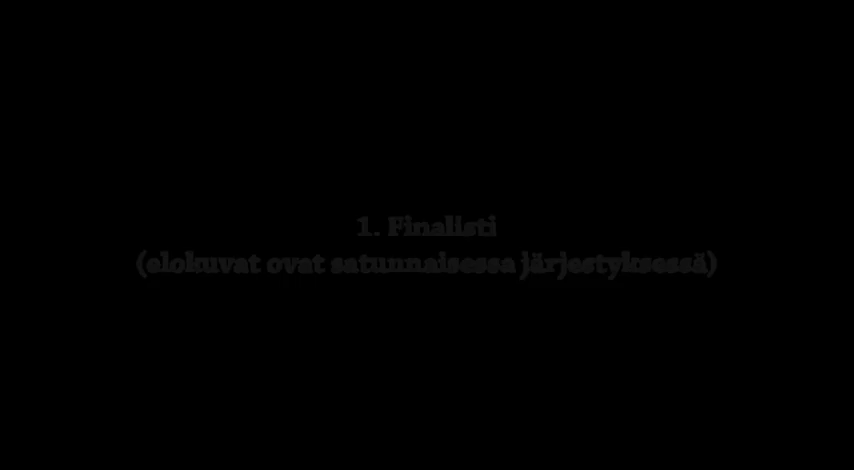 1. Finalisti
(elokuvat ovat satunnaisessa järjestyksessä)